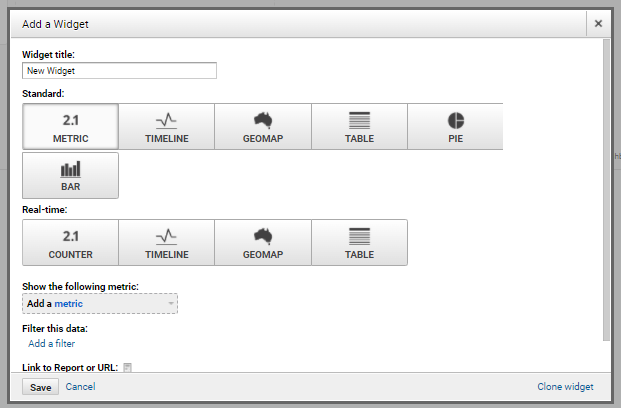 Add a Widget
Widget title:
New Widget
Standard:
2.1
METRIC TIMELINE GEOMAP TABLE PIE
BAR
Real-time:
2.1
COUNTER TIMELINE GEOMAP TABLE
Show the following metric:
Add a metric
Filter this data:
Add a filter
Link to Report or URL:
Save Cancel Clone widget